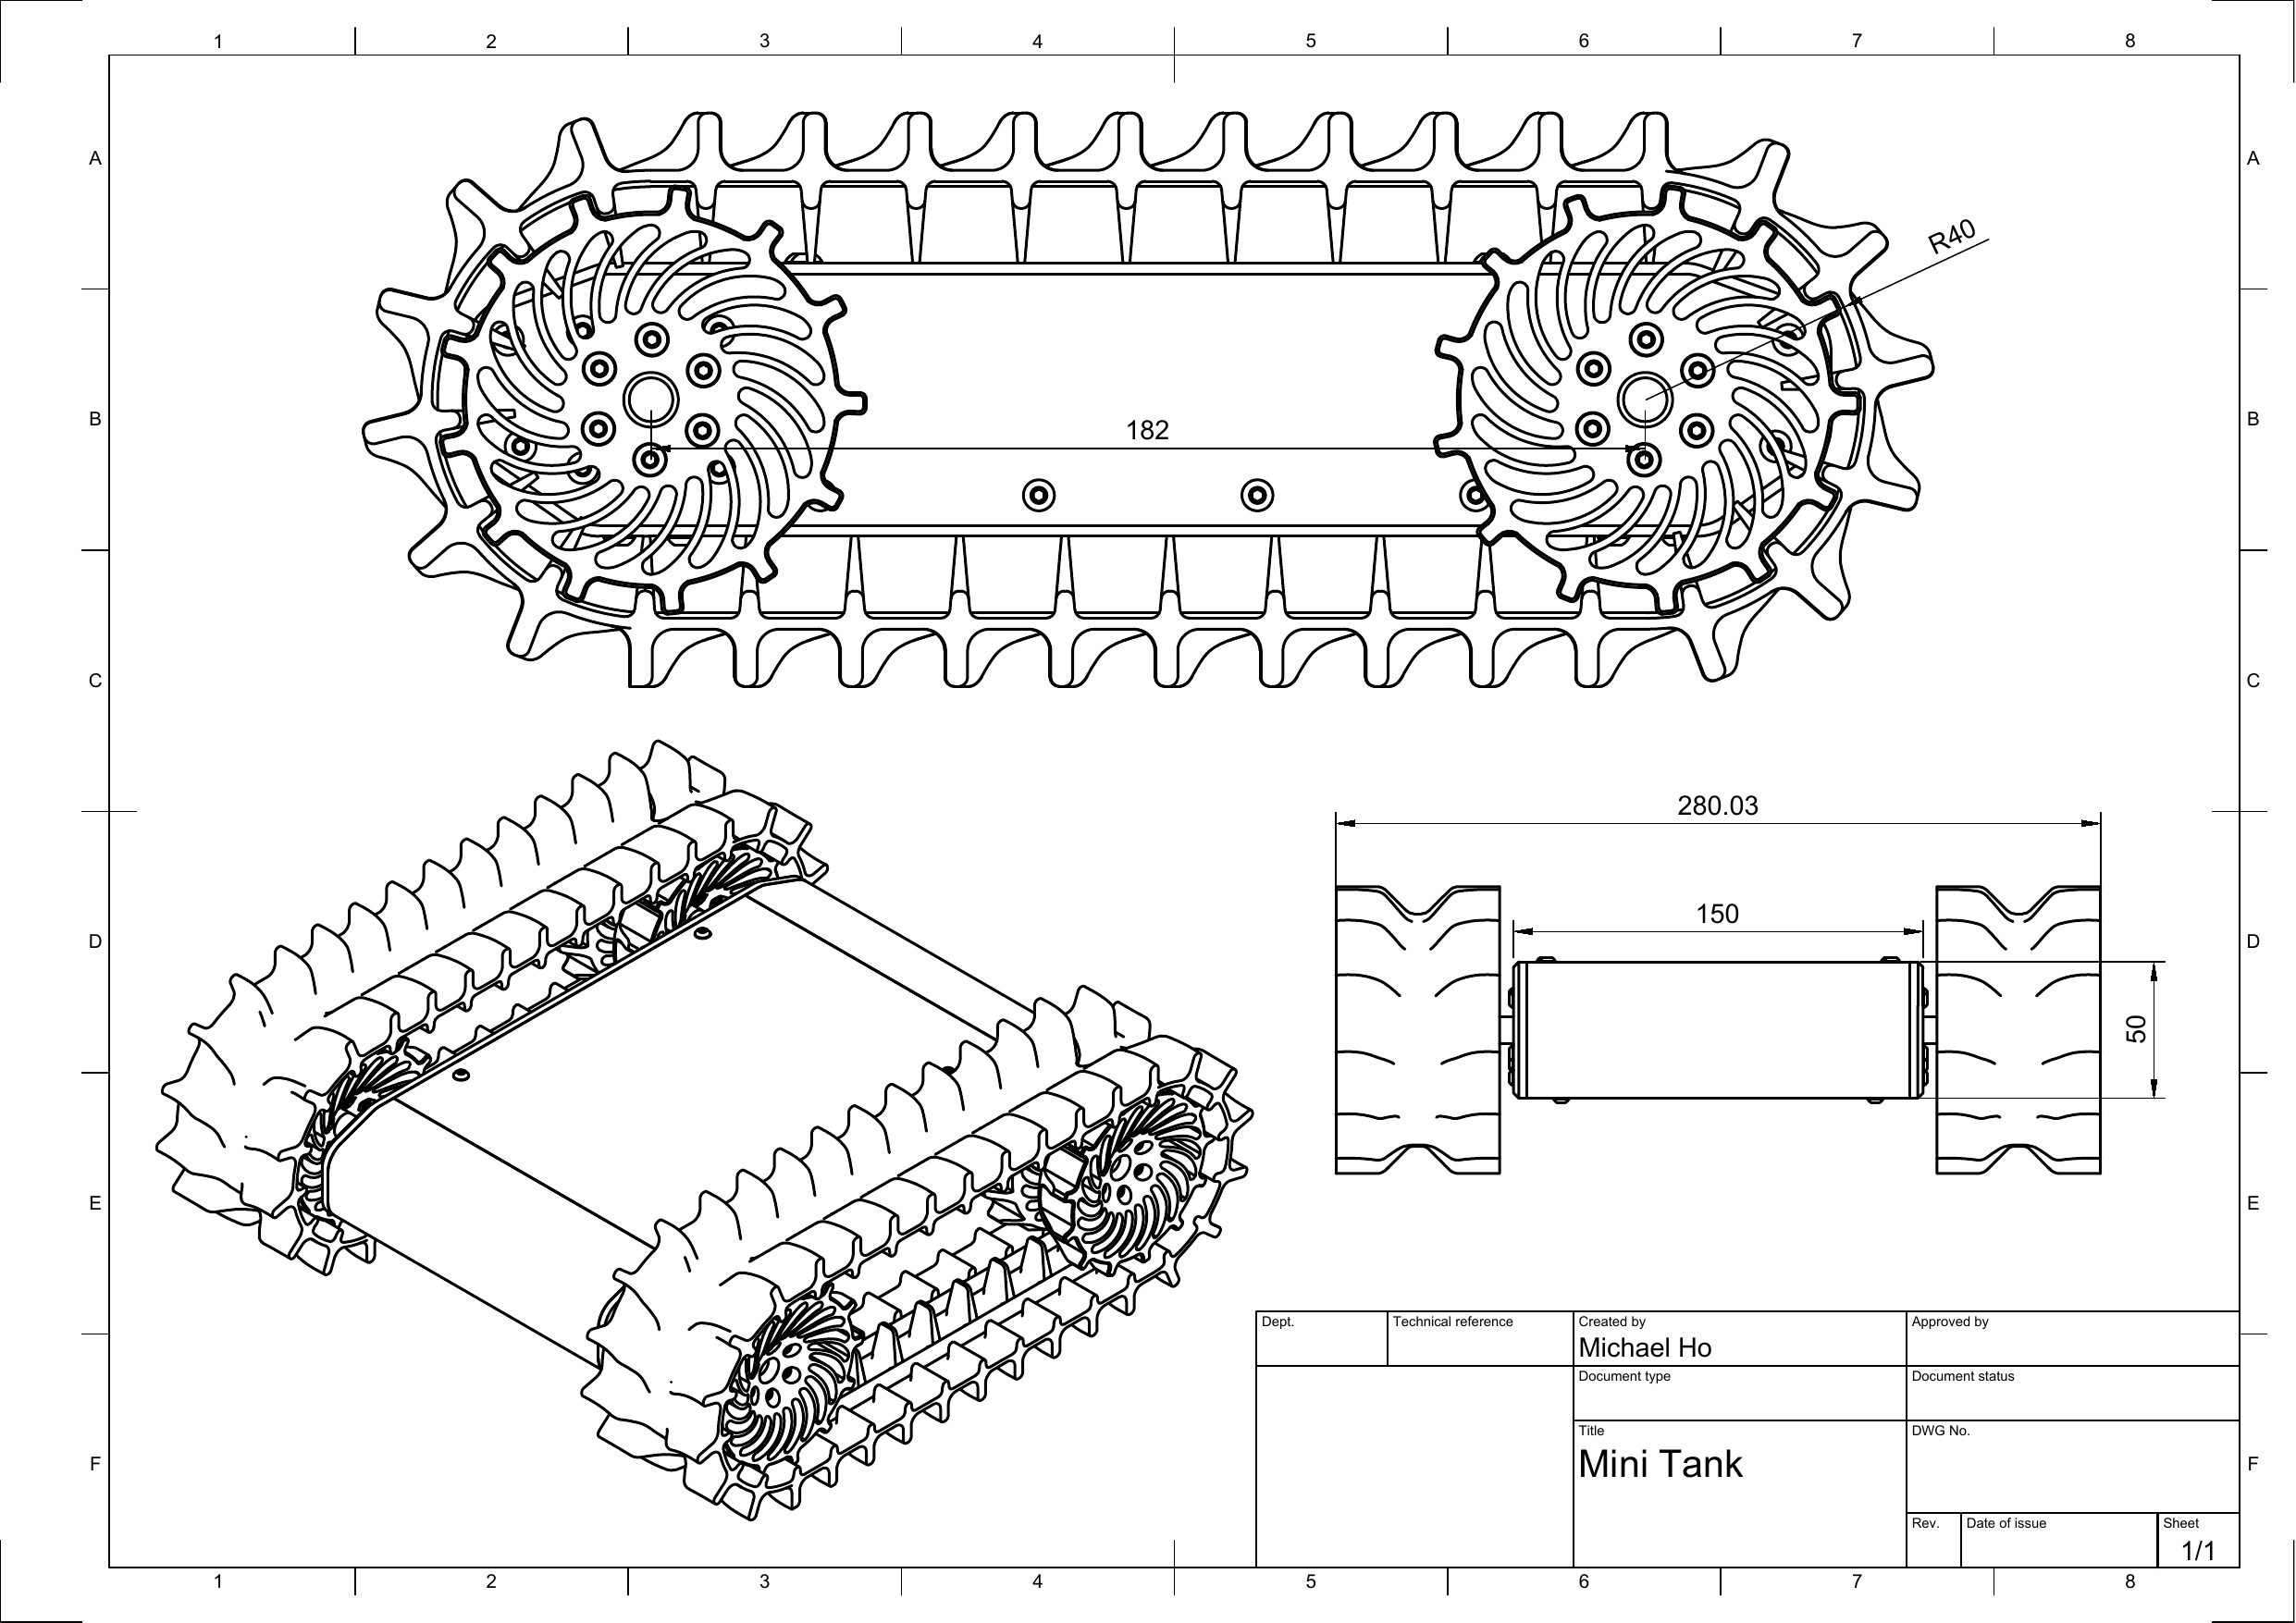 1 2 3 4 5 6 7 8
A A
R40
B B
182
C C
280.03
D D
150
50
E E
Dept. Technical reference Created by Approved by
Michael Ho
Document type Document status
Title DWG No.
Mini Tank
F F
Rev. Date of issue Sheet
1/1
1 2 3 4 5 6 7 8